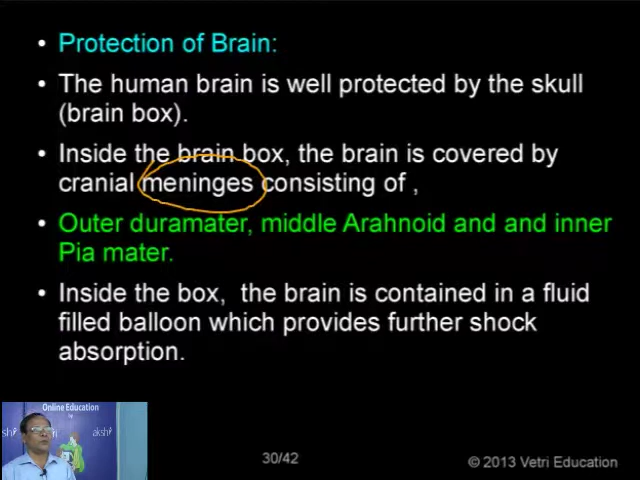 • Protection of Brain:
• The human brain is well protected by the skull
(brain box).
• Inside the brain box, the brain is covered by
cranial meninges consisting of ,
• Outer duramater, middle Arahnoid and and inner
Pia mater.
• Inside the box, the brain is contained in a fluid
filled balloon which provides further shock
absorption.
Online Education
by
30/42
© 2013 Vetri Education